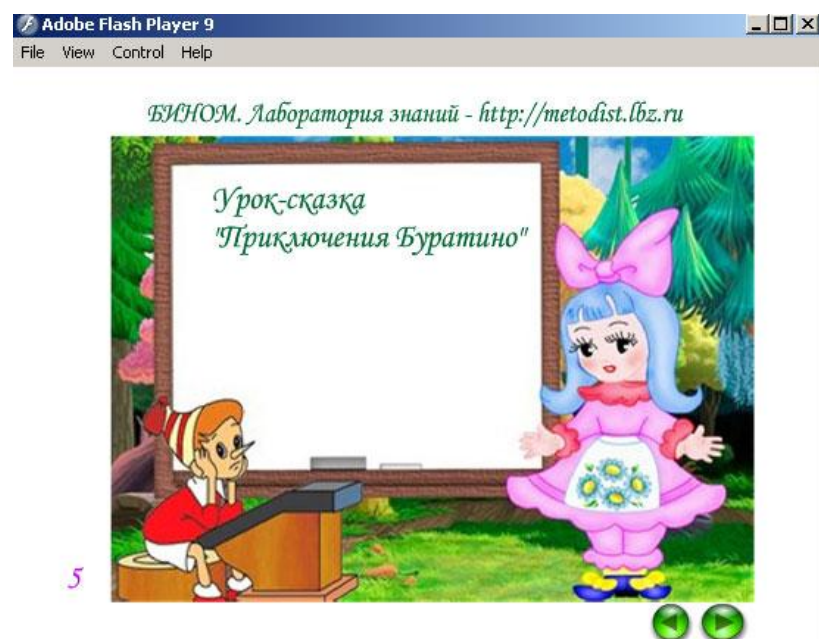 Adobe Flash Player 9
File View Control Help
БИНОМ. Лаборатория знаний - http://metodist.lbz.ru
Урок-сказка
"Приключения Буратино"
5